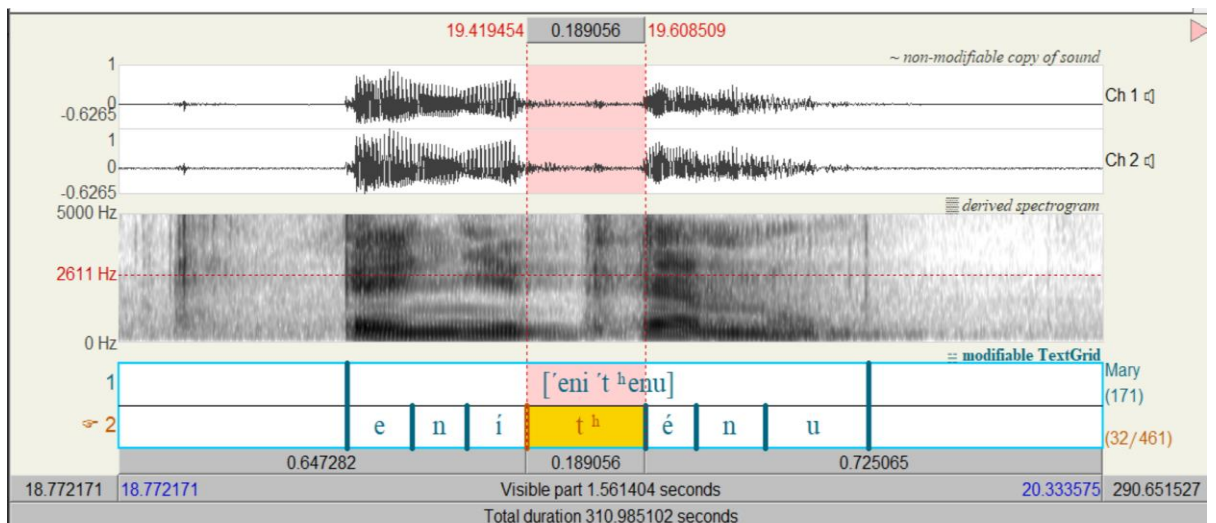 19.419454 0.189056 19.608509
~ non-modifiable copy of sound
1
0
-0.6265
Ch 1
1
0
-0.6265
Ch 2
5000 Hz
derived spectrogram
2611 Hz
0 Hz
modifiable TextGrid
1 [´eni ´t ʰenu] Mary (171)
2 e n í t ʰ é n u (32/461)
0.647282 0.189056 0.725065
18.772171 18.772171 Visible part 1.561404 seconds 20.333575 290.651527
Total duration 310.985102 seconds